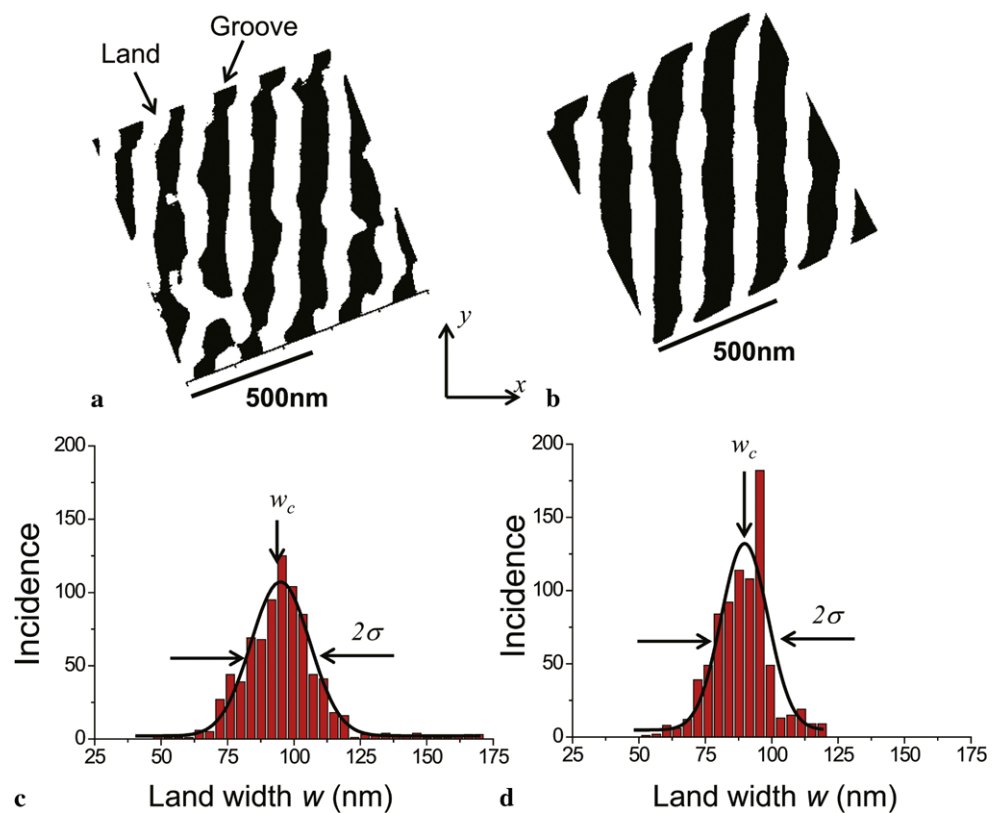 Groove
Land
y
x
500nm
500nm
a
b
200
150
100
50
0
Incidence
w_c
2σ
25 50 75 100 125 150 175
Land width w (nm)
c
200
150
100
50
0
Incidence
w_c
2σ
25 50 75 100 125 150 175
Land width w (nm)
d